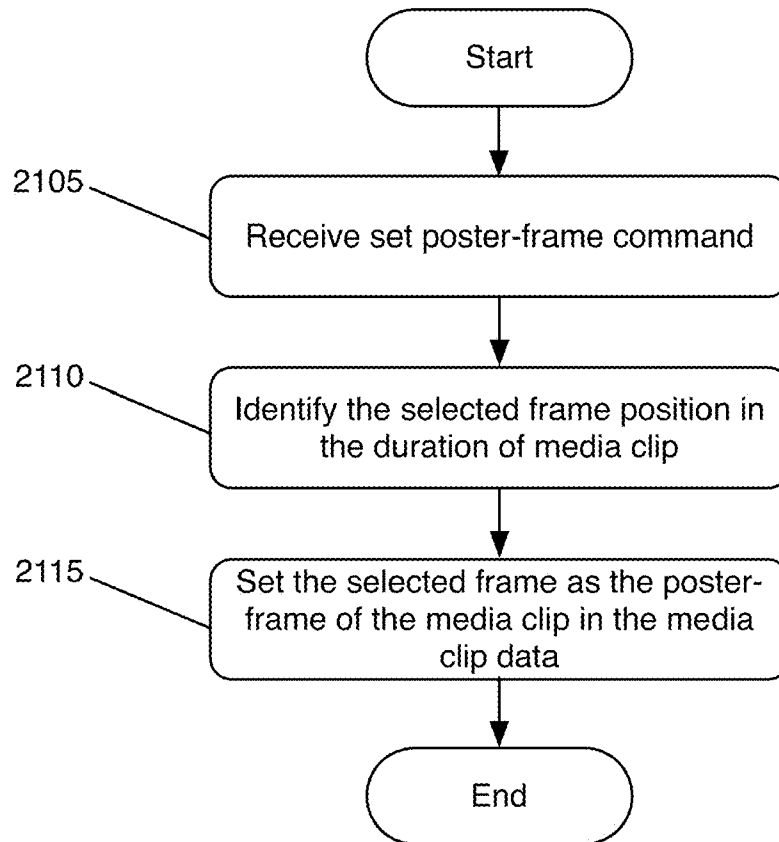 Start
2105
Receive set poster-frame command
2110
Identify the selected frame position in
the duration of media clip
2115
Set the selected frame as the poster-
frame of the media clip in the media
clip data
End